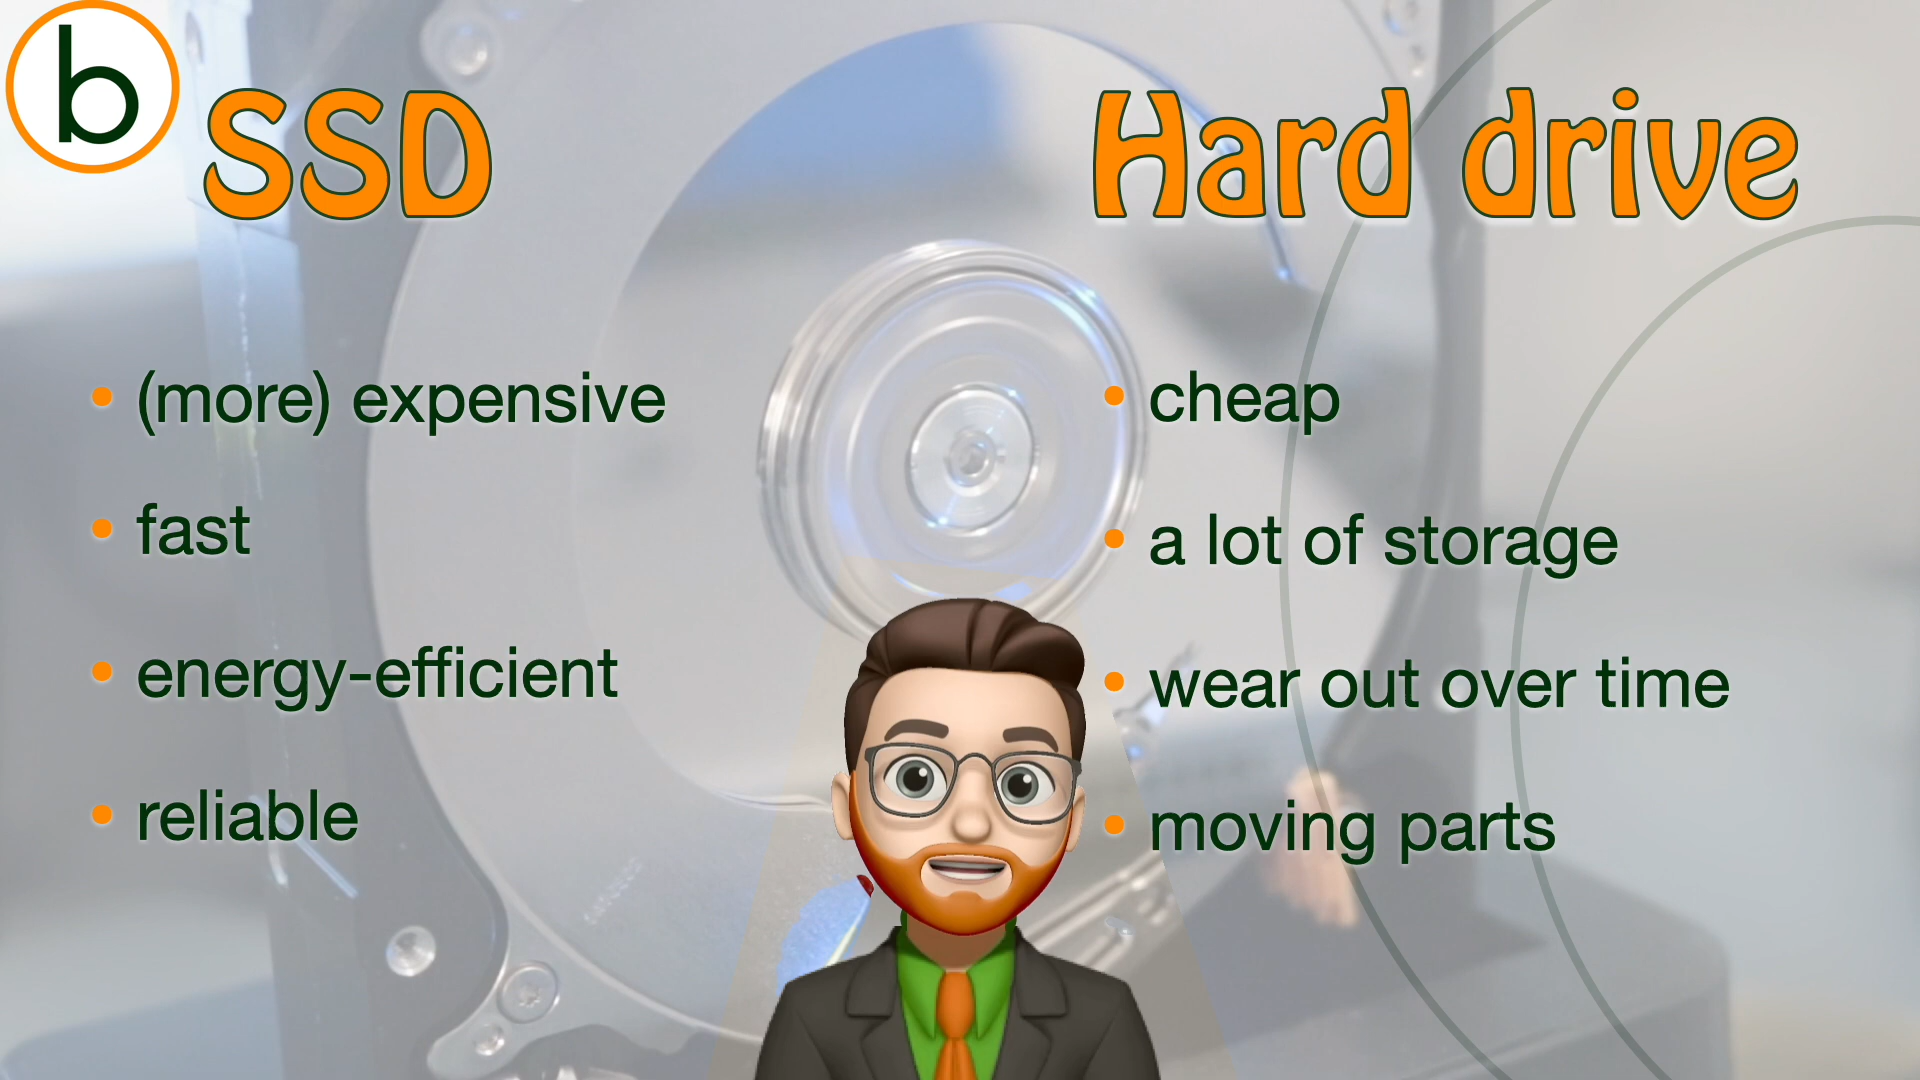 b
SSD
Hard drive
• (more) expensive
• fast
• energy-efficient
• reliable
• cheap
• a lot of storage
• wear out over time
• moving parts